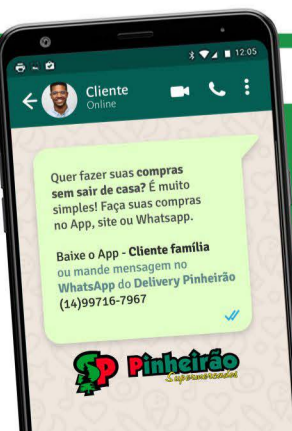 12:05
Cliente
Online
Quer fazer suas compras
sem sair de casa? É muito
simples! Faça suas compras
no App, site ou Whatsapp.
Baixe o App - Cliente família
ou mande mensagem no
WhatsApp do Delivery Pinheirão
(14)99716-7967
SP Pinheirão
Supermercados